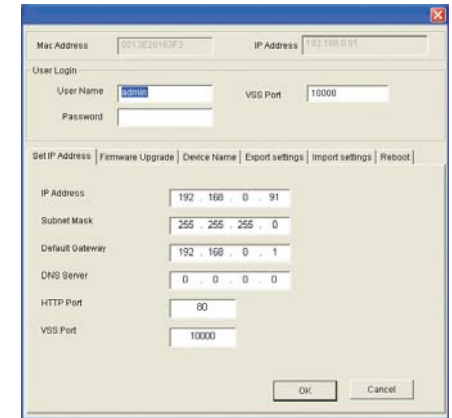 Mac Address 0013E20163F3 IP Address 192.168.0.91
User Login
User Name admin VSS Port 10000
Password
Set IP Address Firmware Upgrade Device Name Export settings Import settings Reboot
IP Address 192 . 168 . 0 . 91
Subnet Mask 255 . 255 . 255 . 0
Default Gateway 192 . 168 . 0 . 1
DNS Server 0 . 0 . 0 . 0
HTTP Port 80
VSS Port 10000
OK Cancel